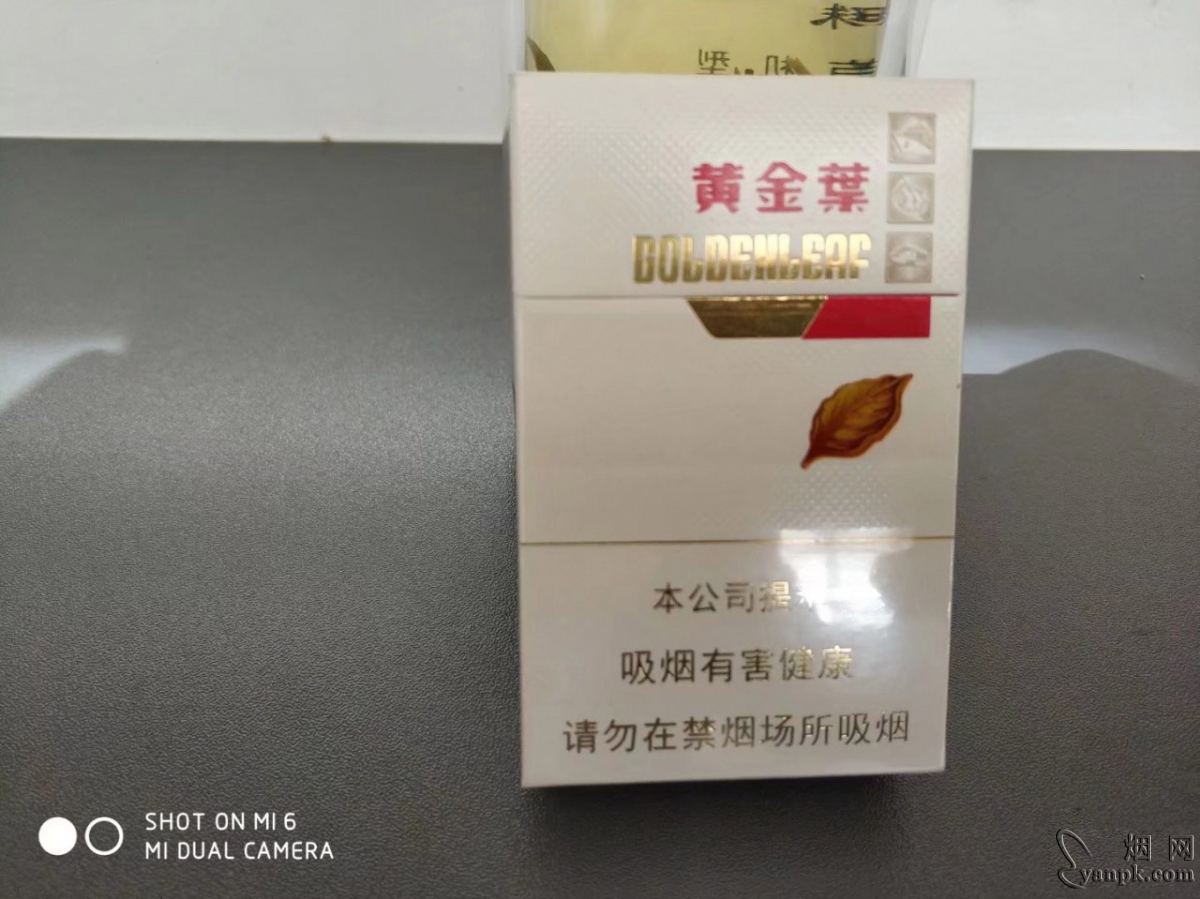 黄金葉
GOLDENLEAF
本公司提示
吸烟有害健康
请勿在禁烟场所吸烟
SHOT ON MI 6
MI DUAL CAMERA
烟网
yanpk.com